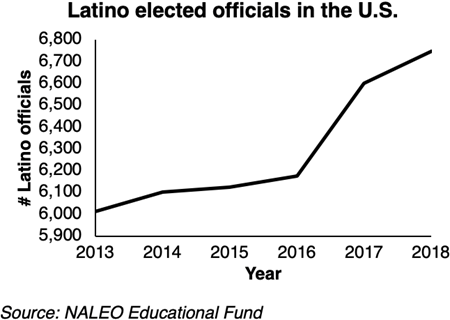 Latino elected officials in the U.S.
# Latino officials
6,800
6,700
6,600
6,500
6,400
6,300
6,200
6,100
6,000
5,900
2013 2014 2015 2016 2017 2018
Year
Source: NALEO Educational Fund